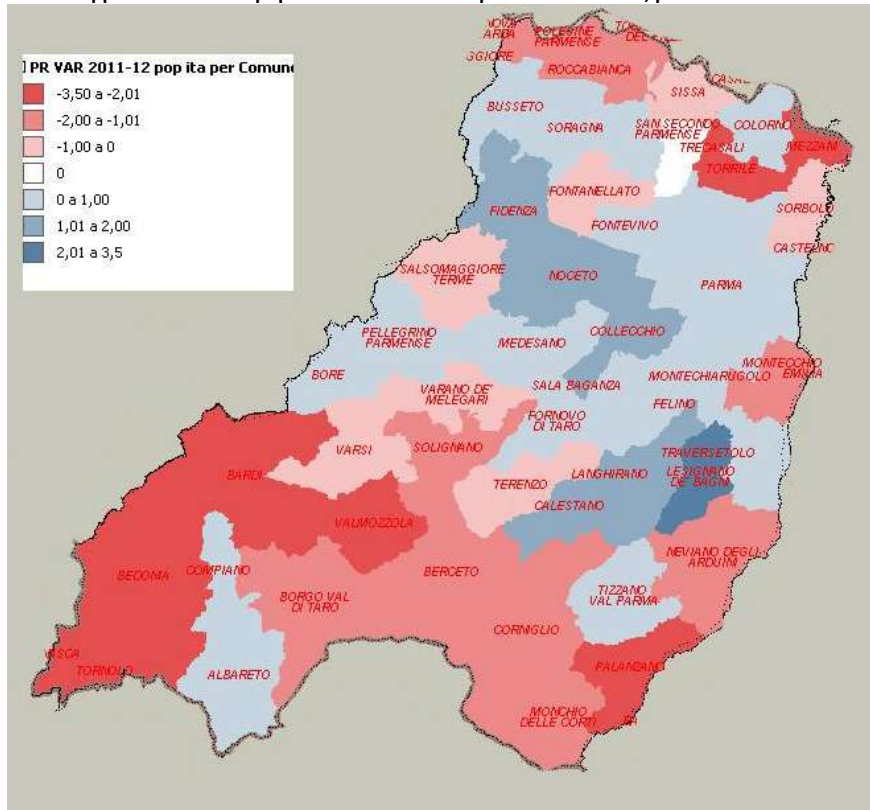 PR VAR 2011-12 pop ita per Comune
-3,50 a -2,01
-2,00 a -1,01
-1,00 a 0
0
0 a 1,00
1,01 a 2,00
2,01 a 3,5
POLESINE
PARMENSE
GGIORE
ROCCABIANCA
SISSA
BUSSETO
SORAGNA
SAN SECONDO
PARMENSE
COLORNO
TRECASALI
MEZZANI
TORRILE
FONTANELLATO
SORBOLO
FIDENZA
FONTEVIVO
CASTELNO
SALSOMAGGIORE
TERME
NOCETO
PARMA
PELLEGRINO
PARMENSE
MEDESANO
COLLECCHIO
BORE
VARANO DE'
MELEGARI
SALA BAGANZA
MONTECHIARUGOLO
MONTECCHIO
EMILIA
FELINO
FORNOVO
DI TARO
VARSI
SOLIGNANO
TRAVERSETOLO
BARDI
TERENZO
LANGHIRANO
LESIGNANO
DE' BAGNI
CALESTANO
VALMOZZOLA
BEDONIA
COMPIANO
BORGO VAL
DI TARO
BERCETO
NEVIANO DEGLI
ARDUINI
TIZZANO
VAL PARMA
CORNIGLIO
TORNOLO
ALBARETO
PALANZANO
MONCHIO
DELLE CORTI